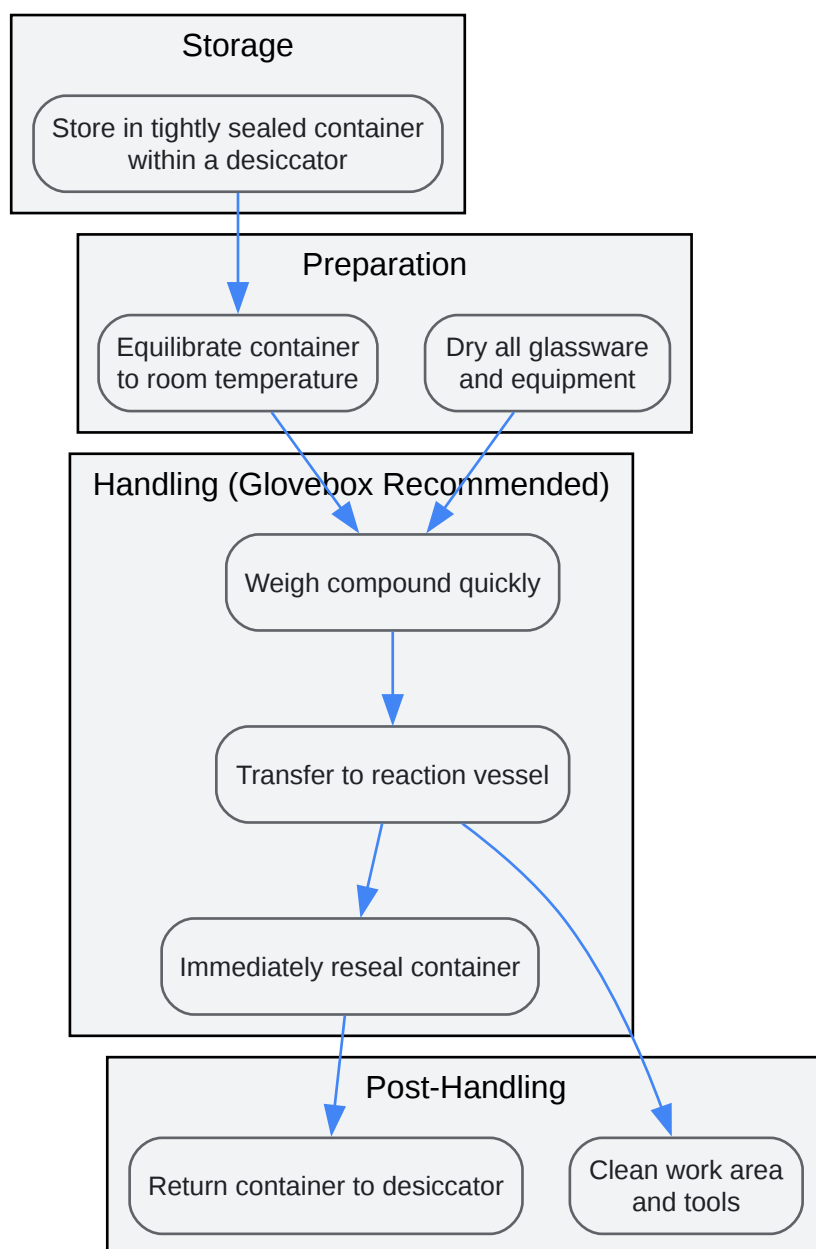 Storage
Store in tightly sealed container
within a desiccator
Preparation
Equilibrate container
to room temperature
Dry all glassware
and equipment
Handling (Glovebox Recommended)
Weigh compound quickly
Transfer to reaction vessel
Immediately reseal container
Post-Handling
Return container to desiccator
Clean work area
and tools